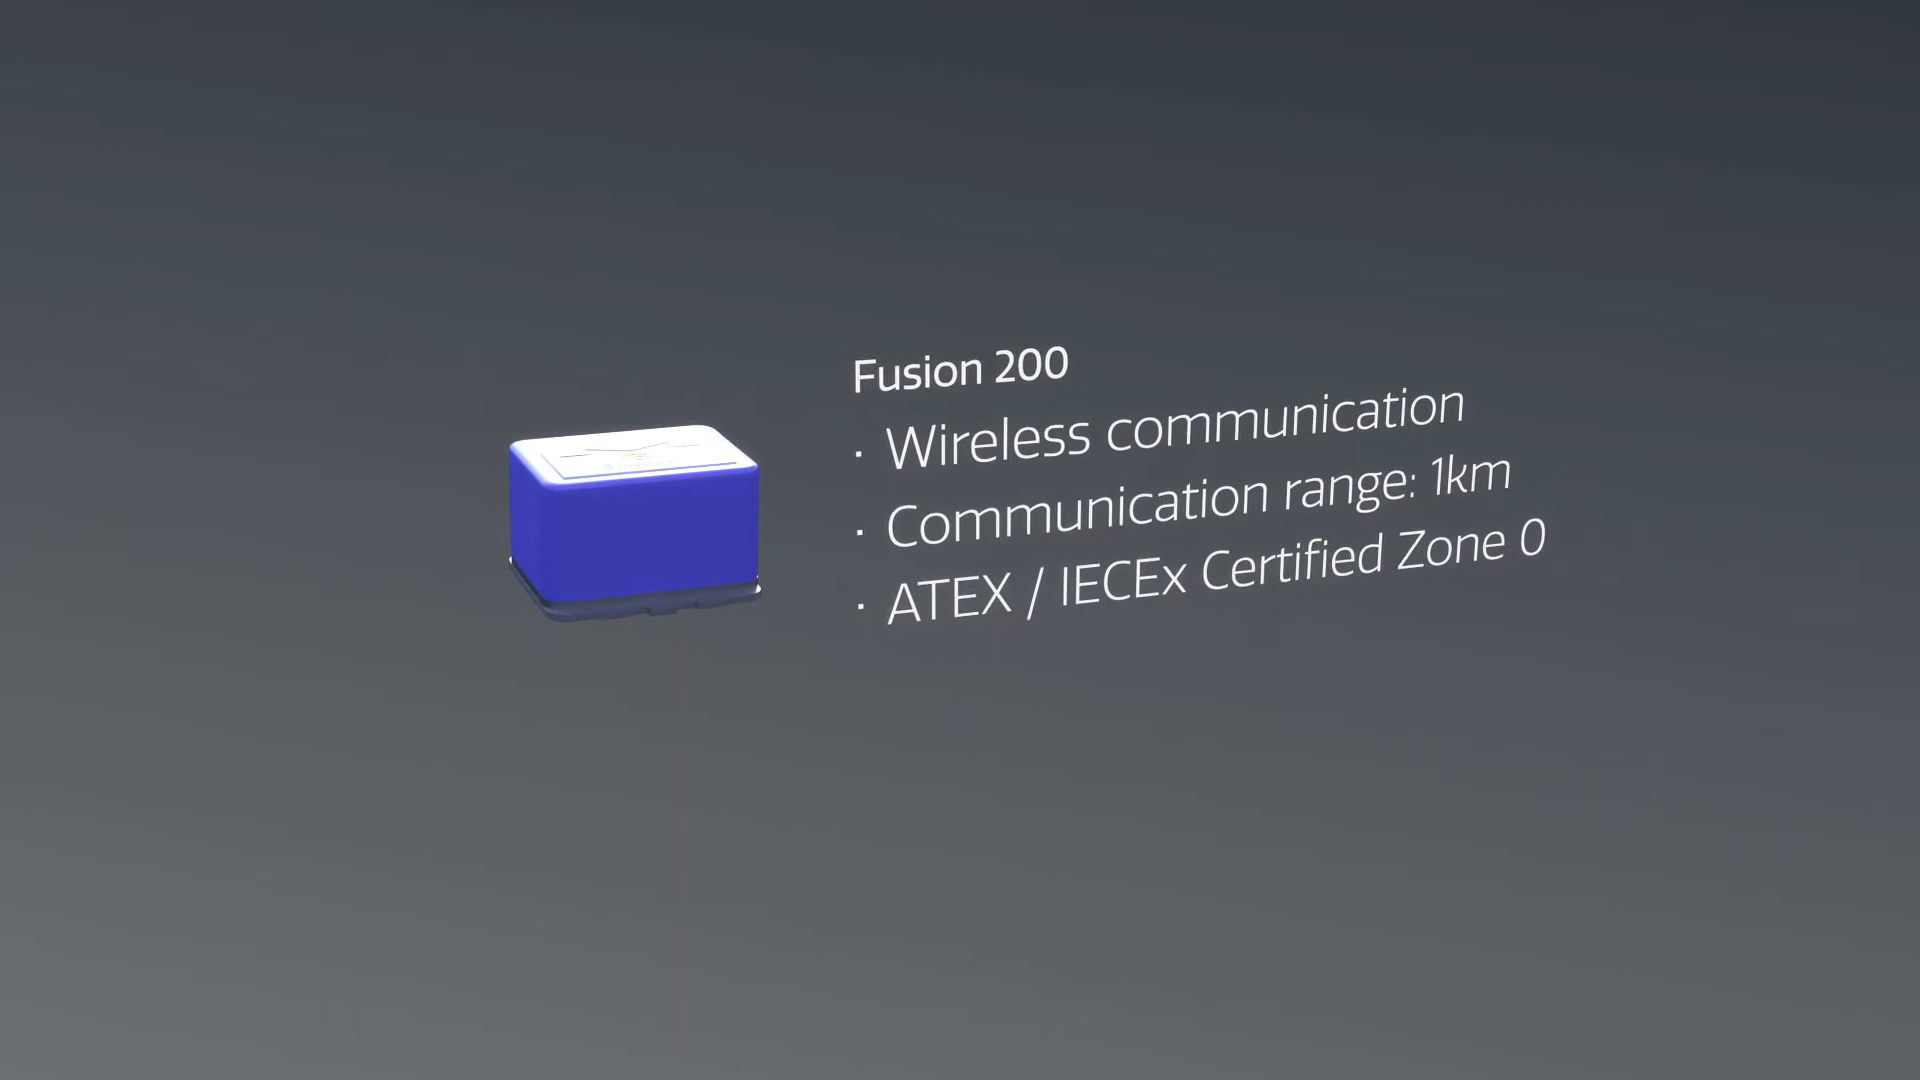 Fusion 200
· Wireless communication
· Communication range: 1km
· ATEX / IECEx Certified Zone 0